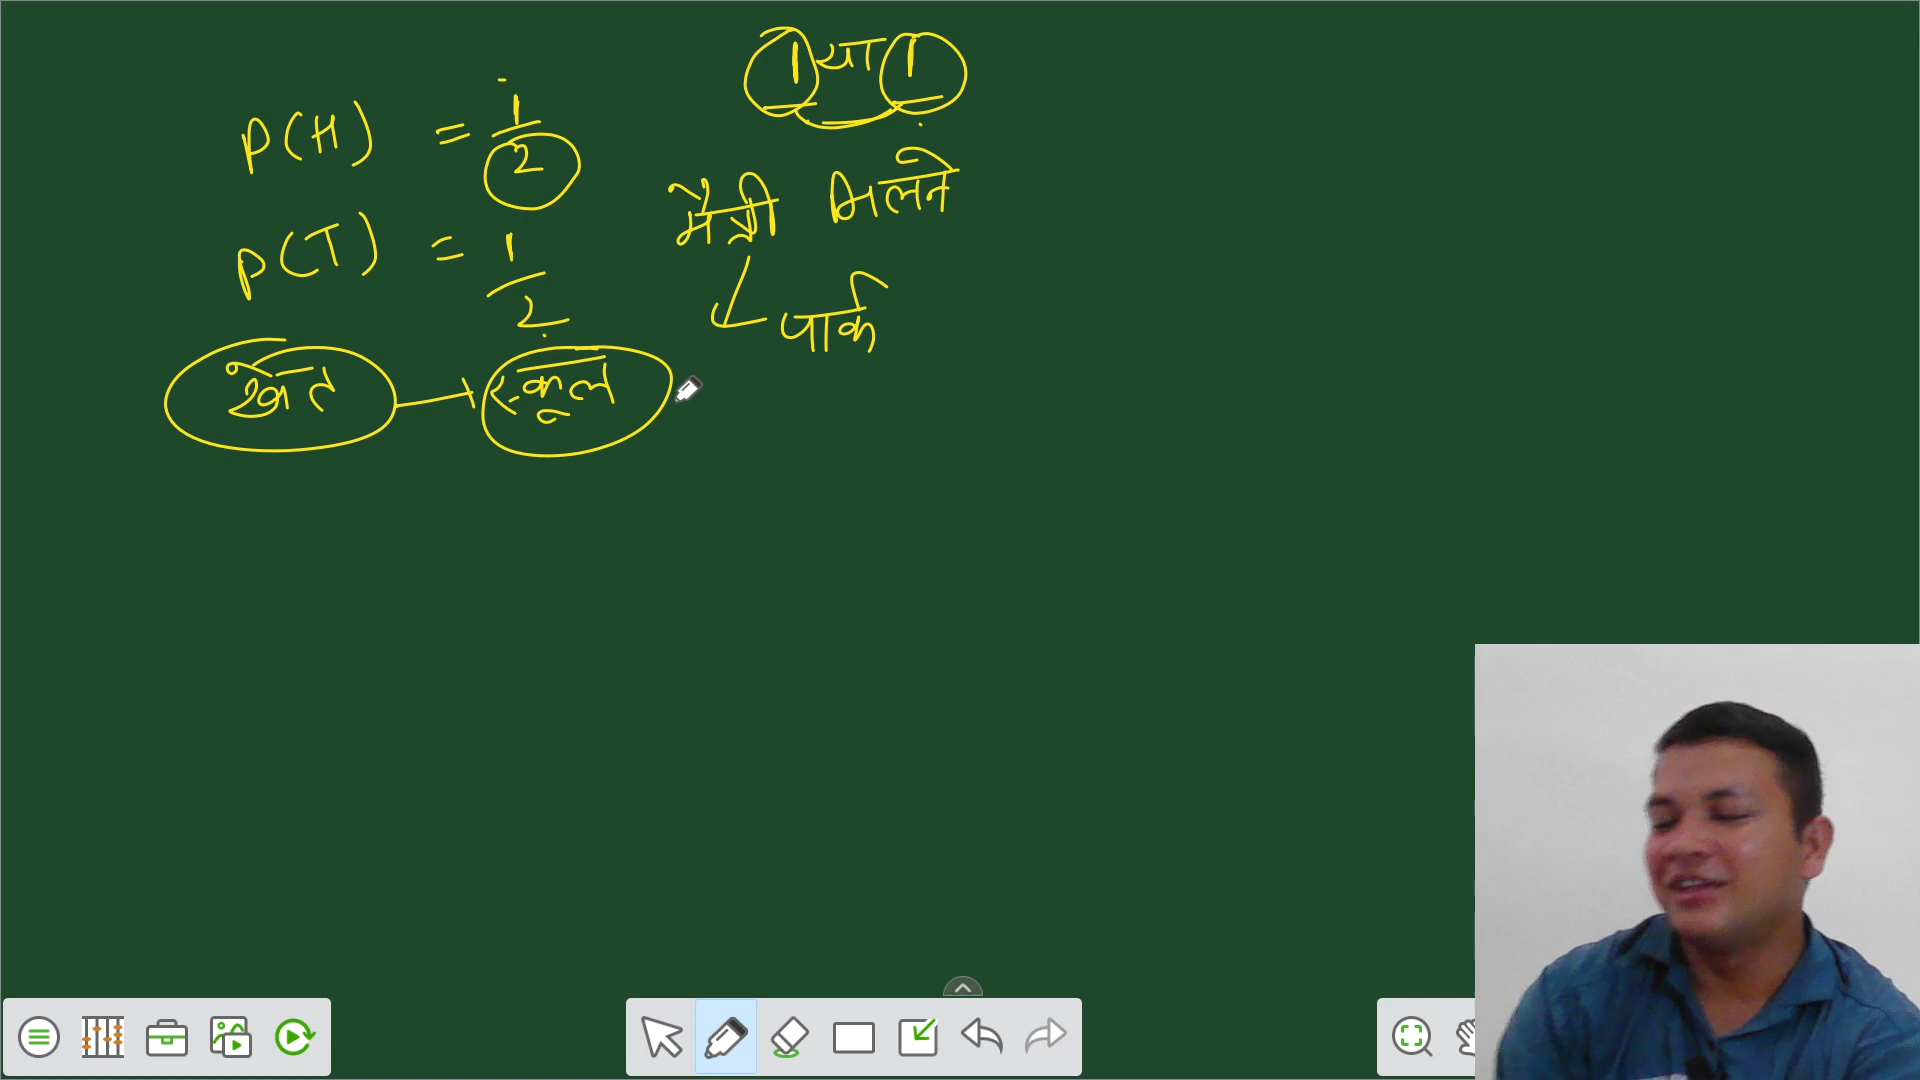 1 या 1
P(H) = 1/2
मैत्री मिलने
P(T) = 1/2
पार्क
खेत → स्कूल